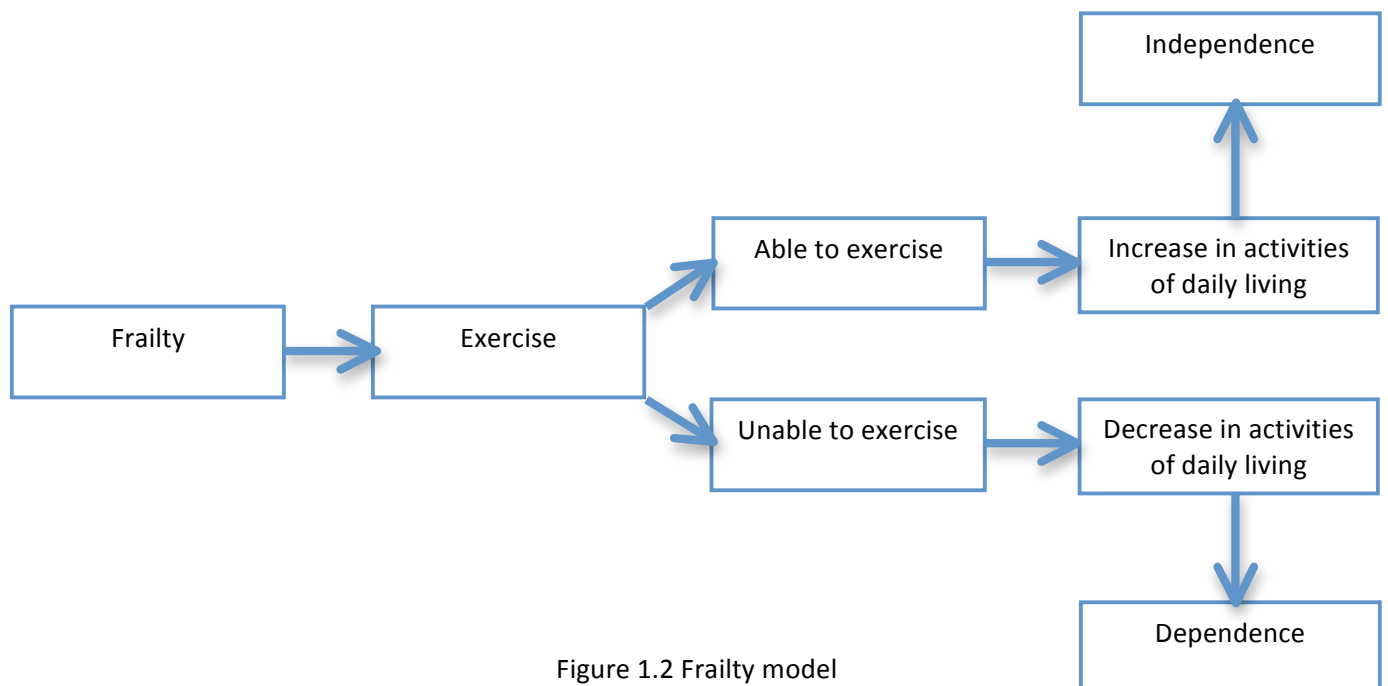 Independence
Able to exercise
Increase in activities
of daily living
Frailty
Exercise
Unable to exercise
Decrease in activities
of daily living
Dependence
Figure 1.2 Frailty model